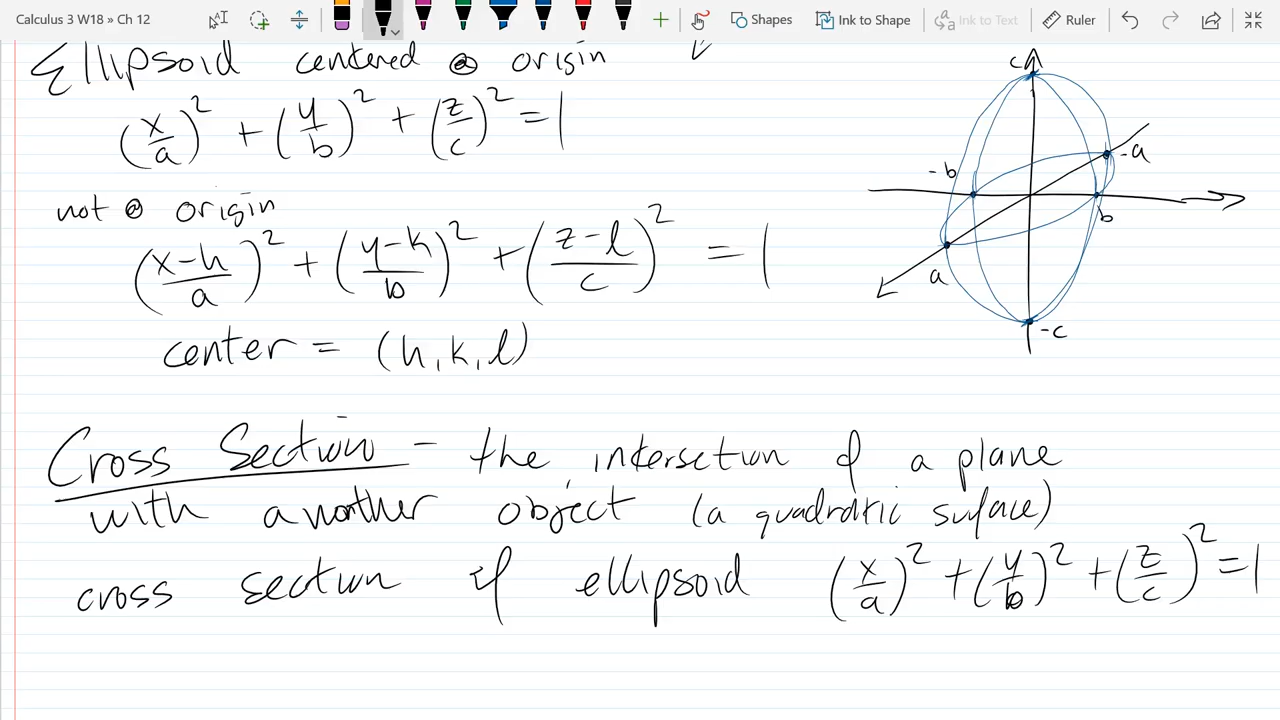 Calculus 3 W18 » Ch 12
Shapes
Ink to Shape
Ink to Text
Ruler
Ellipsoid centered @ origin
(x/a)² + (y/b)² + (z/c)² = 1
not @ origin
((x-h)/a)² + ((y-k)/b)² + ((z-l)/c)² = 1
center = (h, k, l)
c
-a
-b
b
a
-c
Cross Section - the intersection of a plane
with another object (a quadratic surface)
cross section of ellipsoid (x/a)² + (y/b)² + (z/c)² = 1